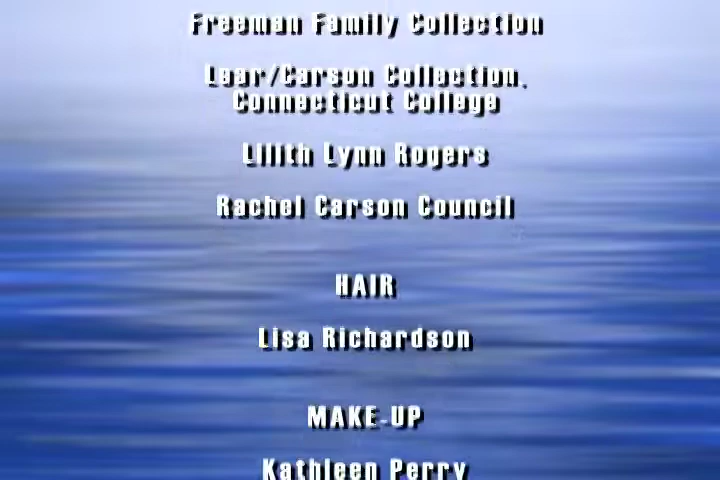 Freeman Family Collection
Lear/Carson Collection,
Connecticut College
Lilith Lynn Rogers
Rachel Carson Council
HAIR
Lisa Richardson
MAKE-UP
Kathleen Perry